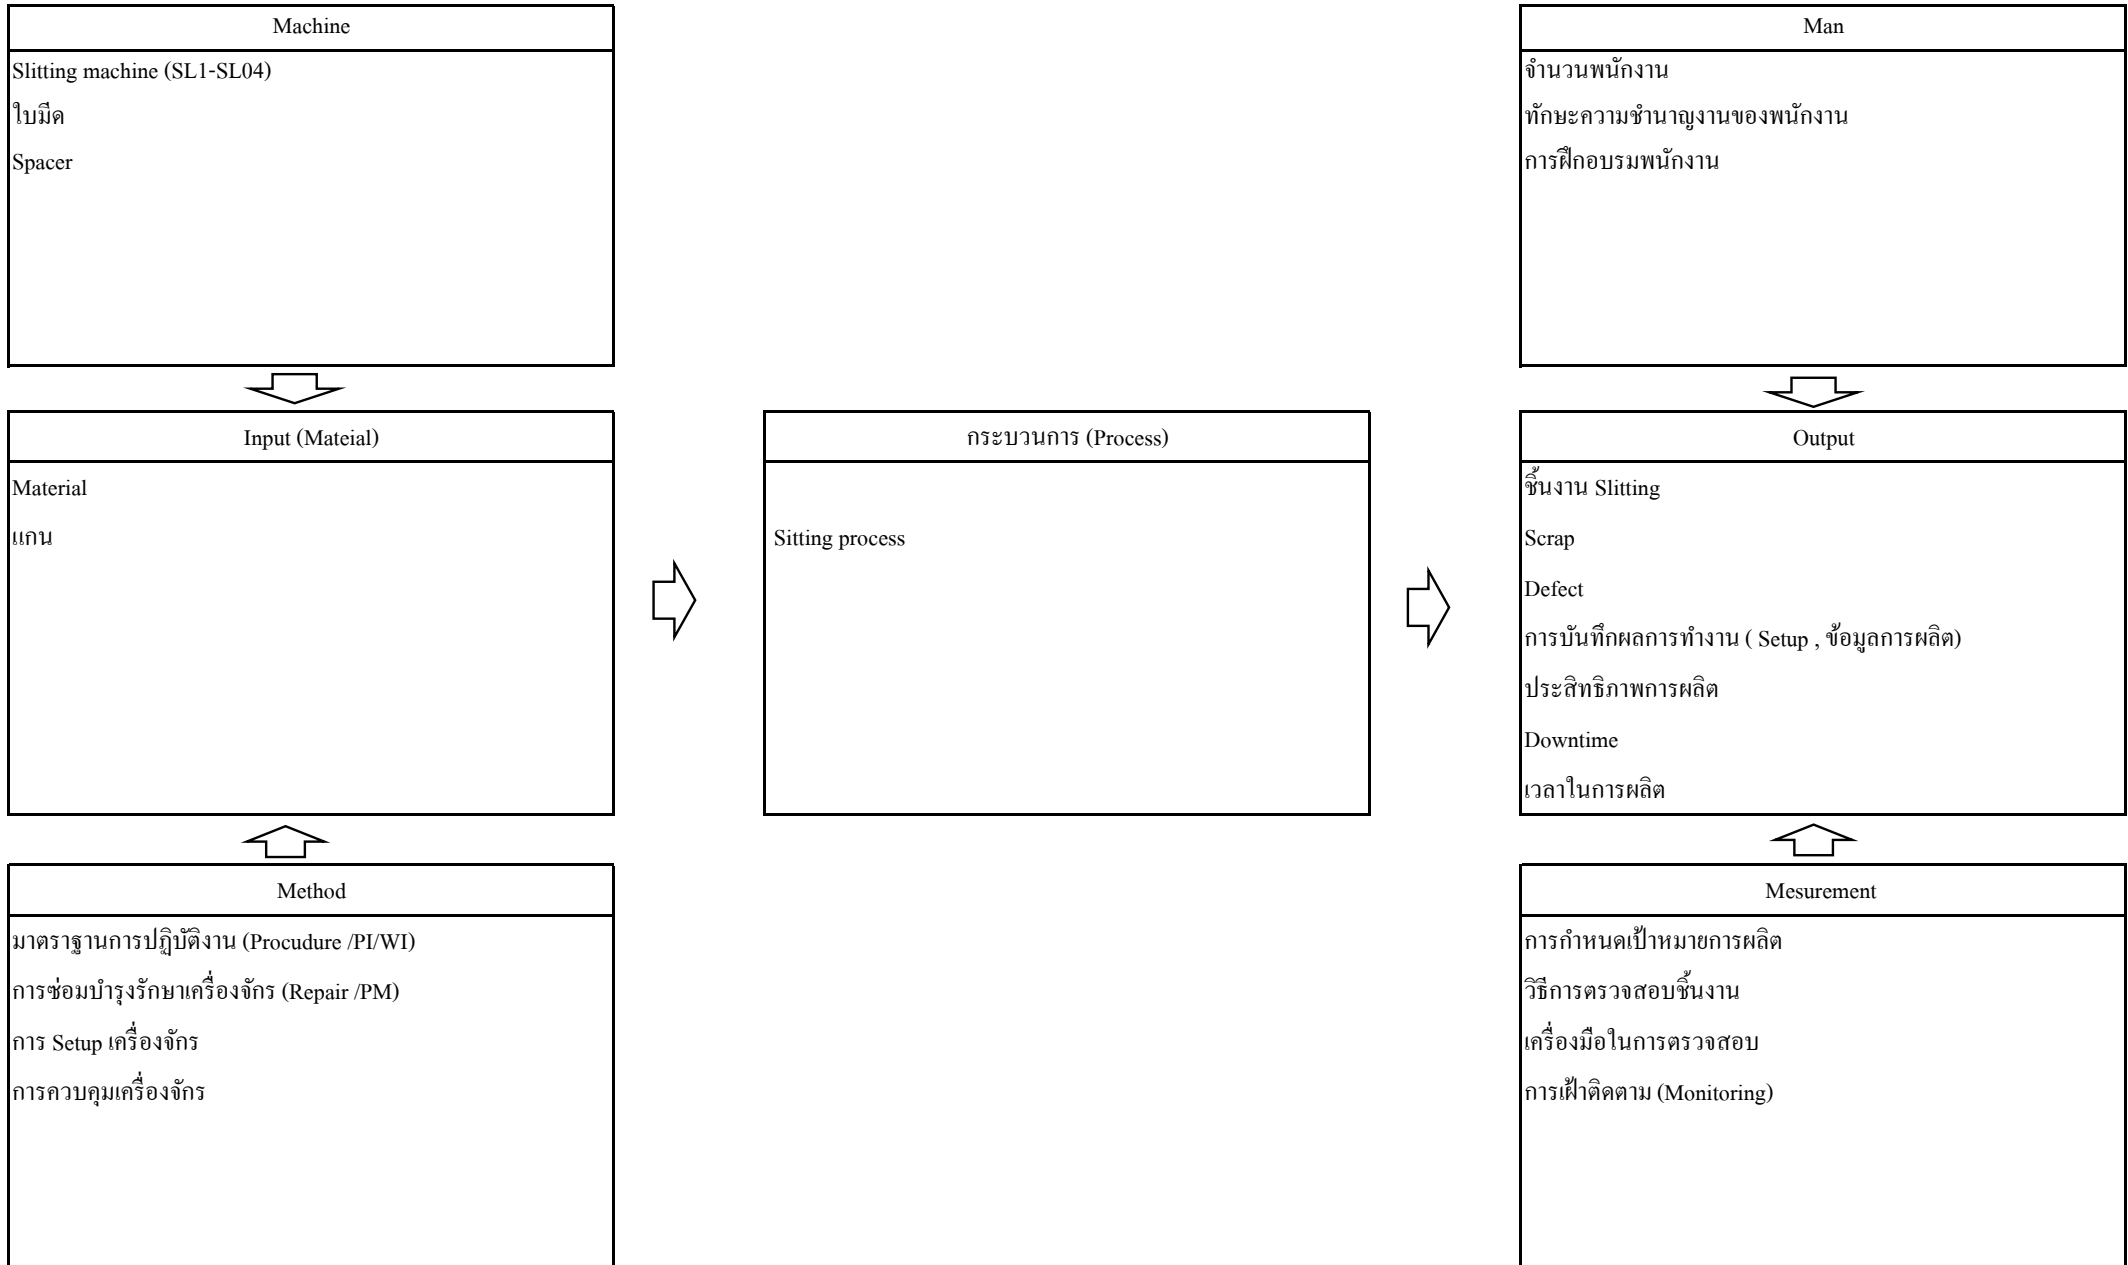 Machine
Slitting machine (SL1-SL04)
ใบมีด
Spacer
Man
จำนวนพนักงาน
ทักษะความชำนาญงานของพนักงาน
การฝึกอบรมพนักงาน
Input (Mateial)
Material
แกน
กระบวนการ (Process)
Sitting process
Output
ชิ้นงาน Slitting
Scrap
Defect
การบันทึกผลการทำงาน ( Setup , ข้อมูลการผลิต)
ประสิทธิภาพการผลิต
Downtime
เวลาในการผลิต
Method
มาตราฐานการปฏิบัติงาน (Procudure /PI/WI)
การซ่อมบำรุงรักษาเครื่องจักร (Repair /PM)
การ Setup เครื่องจักร
การควบคุมเครื่องจักร
Mesurement
การกำหนดเป้าหมายการผลิต
วิธีการตรวจสอบชิ้นงาน
เครื่องมือในการตรวจสอบ
การเฝ้าติดตาม (Monitoring)